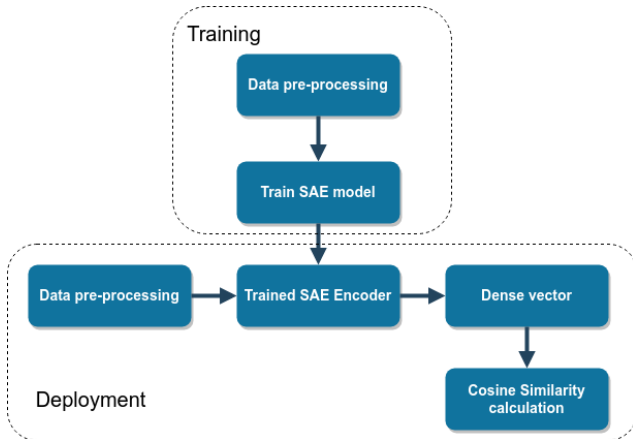 Training
Data pre-processing
Train SAE model
Data pre-processing
Trained SAE Encoder
Dense vector
Cosine Similarity
calculation
Deployment